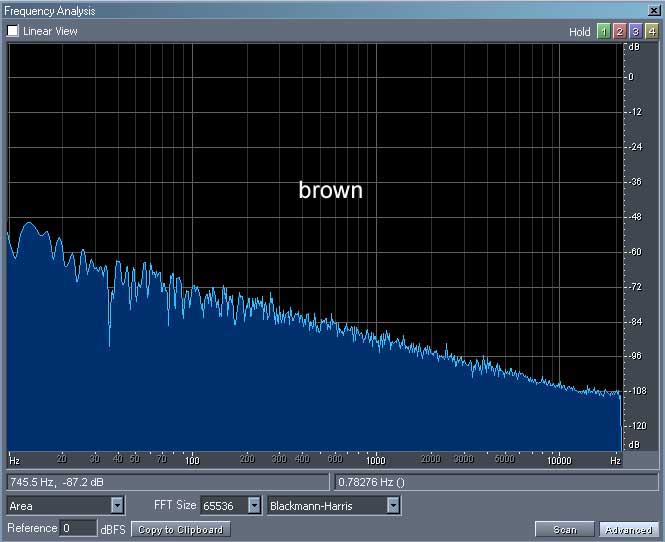 Frequency Analysis
Linear View
Hold 1 2 3 4
dB
0
-12
-24
-36
brown
-48
-60
-72
-84
-96
-108
-120
dB
Hz 20 30 40 50 70 100 200 300 400 600 1000 2000 3000 5000 10000 Hz
745.5 Hz, -87.2 dB
0.78276 Hz ()
Area FFT Size 65536 Blackmann-Harris
Reference 0 dBFS Copy to Clipboard Scan Advanced